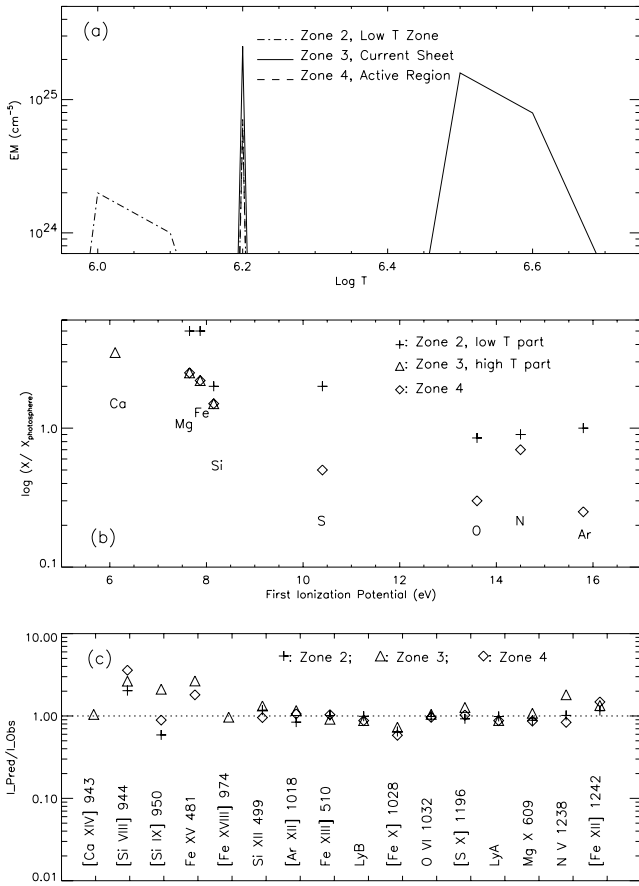 (a)
Zone 2, Low T Zone
Zone 3, Current Sheet
Zone 4, Active Region
EM (cm-5)
10^25
10^24
6.0 6.2 6.4 6.6
Log T
(b)
+: Zone 2, low T part
△: Zone 3, high T part
◇: Zone 4
log (X/ X_photosphere)
1.0
0.1
Ca
Mg
Fe
Si
S
O
N
Ar
6 8 10 12 14 16
First Ionization Potential (eV)
(c)
+: Zone 2; △: Zone 3; ◇: Zone 4
I_Pred/I_Obs
10.00
1.00
0.10
0.01
[Ca XIV] 943
[Si VIII] 944
[Si IX] 950
Fe XV 481
[Fe XVIII] 974
Si XII 499
[Ar XII] 1018
Fe XIII] 510
LyB
[Fe X] 1028
O VI 1032
[S X] 1196
LyA
Mg X 609
N V 1238
[Fe XII] 1242